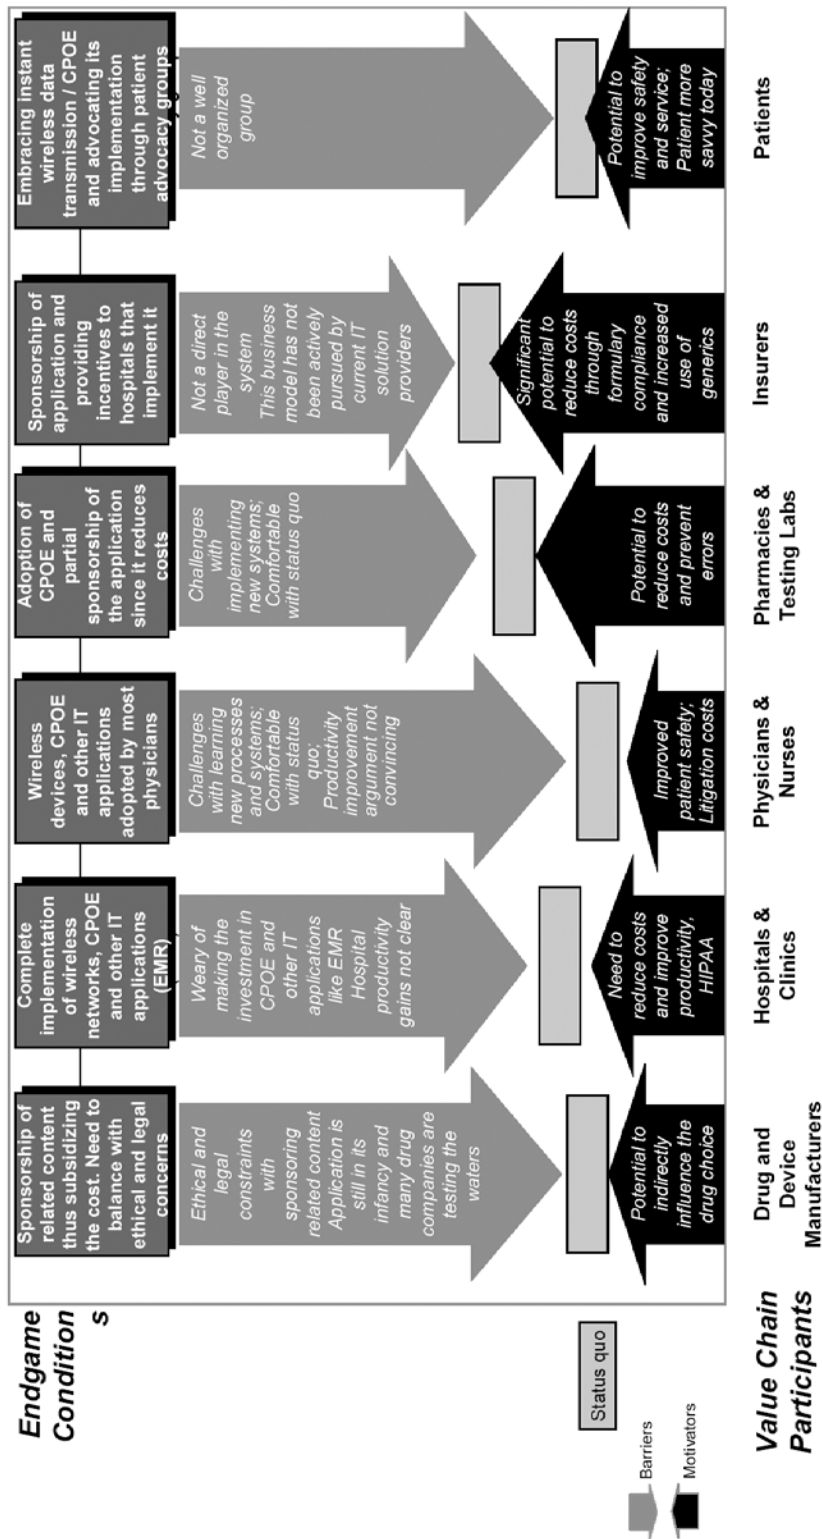 Endgame
Condition
s
Sponsorship of
related content
thus subsidizing
the cost. Need to
balance with
ethical and legal
concerns
Complete
implementation
of wireless
networks, CPOE
and other IT
applications
(EMR)
Wireless
devices, CPOE
and other IT
applications
adopted by most
physicians
Adoption of
CPOE and
partial
sponsorship of
the application
since it reduces
costs
Sponsorship of
application and
providing
incentives to
hospitals that
implement it
Embracing instant
wireless data
transmission / CPOE
and advocating its
implementation
through patient
advocacy groups
Ethical and
legal
constraints
with
sponsoring
related content
Application is
still in its
infancy and
many drug
companies are
testing the
waters
Weary of
making the
investment in
CPOE and
other IT
applications
like EMR
Hospital
productivity
gains not clear
Challenges
with learning
new processes
and systems;
Comfortable
with status
quo;
Productivity
improvement
argument not
convincing
Challenges
with
implementing
new systems;
Comfortable
with status quo
Not a direct
player in the
system
This business
model has not
been actively
pursued by
current IT
solution
providers
Not a well
organized
group
Status quo
Barriers
Motivators
Potential to
indirectly
influence the
drug choice
Need to
reduce costs
and improve
productivity,
HIPAA
Improved
patient safety;
Litigation costs
Potential to
reduce costs
and prevent
errors
Significant
potential to
reduce costs
through
formulary
compliance
and increased
use of
generics
Potential to
improve safety
and service;
Patient more
savvy today
Value Chain
Participants
Drug and
Device
Manufacturers
Hospitals &
Clinics
Physicians &
Nurses
Pharmacies &
Testing Labs
Insurers
Patients